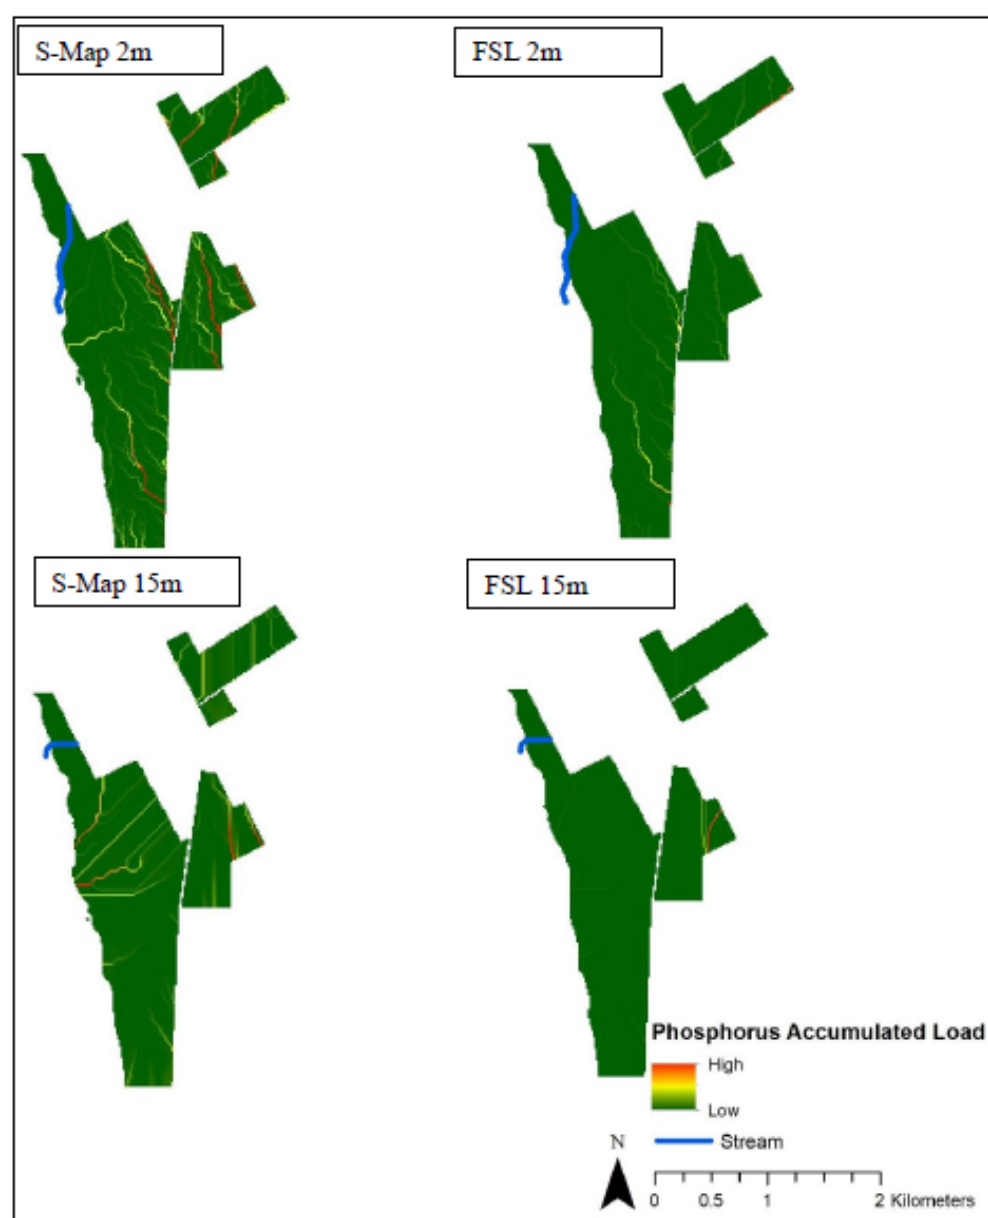 S-Map 2m
FSL 2m
S-Map 15m
FSL 15m
Phosphorus Accumulated Load
High
Low
Stream
N
0 0.5 1 2 Kilometers